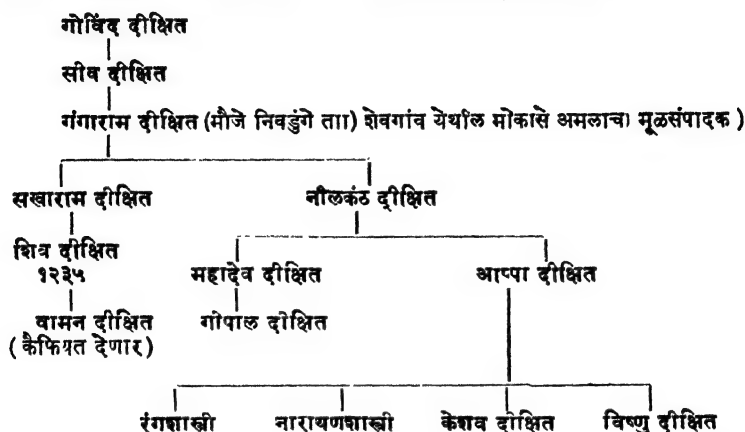 गोविंद दीक्षित
सीव दीक्षित
गंगाराम दीक्षित (मौजे निवडुंगे ताा) शेवगांव येर्थाल मोकासे अमलाचा मूळसंपादक )
सखाराम दीक्षित नीलकंठ दीक्षित
शिव दीक्षित
१२३५ महादेव दीक्षित आप्पा दीक्षित
वामन दीक्षित गोपाल दीक्षित
(कैफियत देणार)
रंगशास्त्री नारायणशास्त्री केशव दीक्षित विष्णु दीक्षित